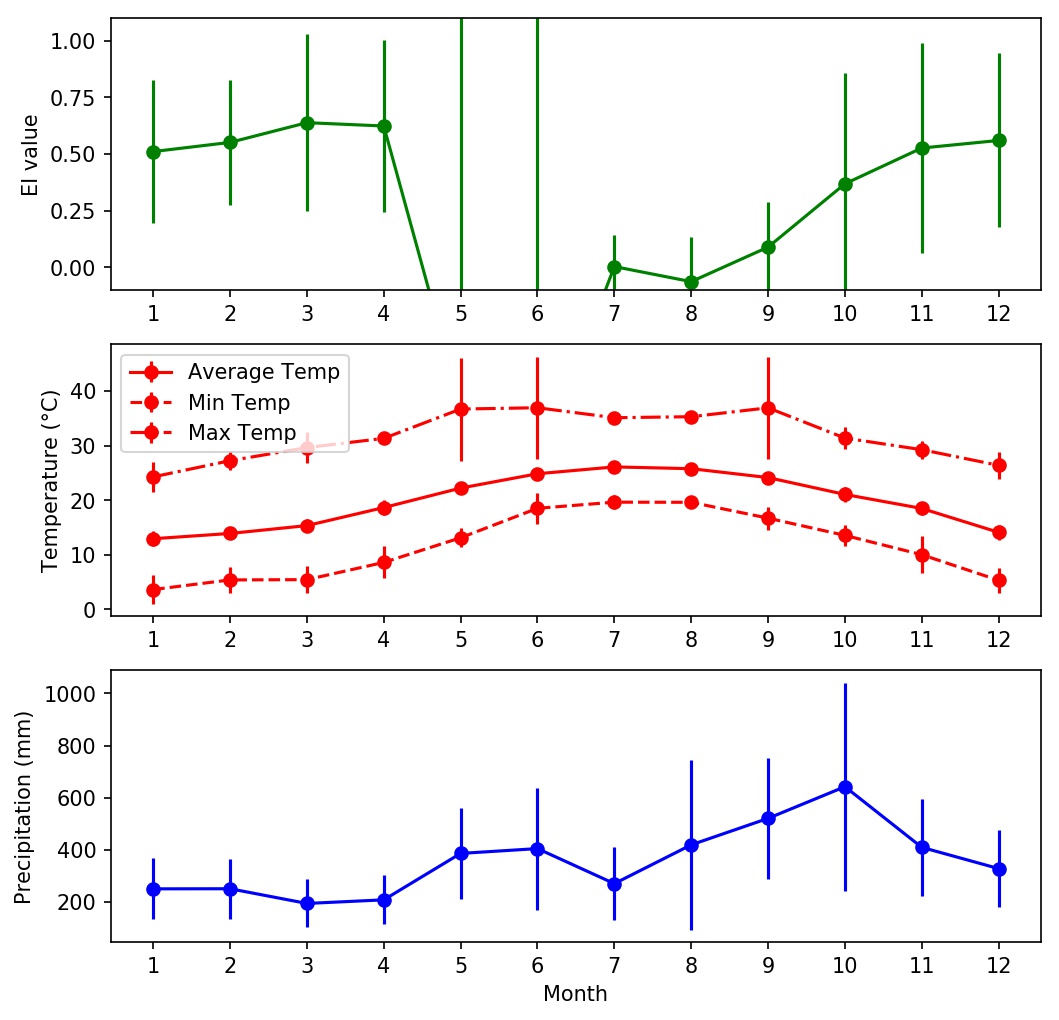 EI value
1.00
0.75
0.50
0.25
0.00
1 2 3 4 5 6 7 8 9 10 11 12
Temperature (°C)
Average Temp
Min Temp
Max Temp
40
30
20
10
0
1 2 3 4 5 6 7 8 9 10 11 12
Precipitation (mm)
1000
800
600
400
200
1 2 3 4 5 6 7 8 9 10 11 12
Month